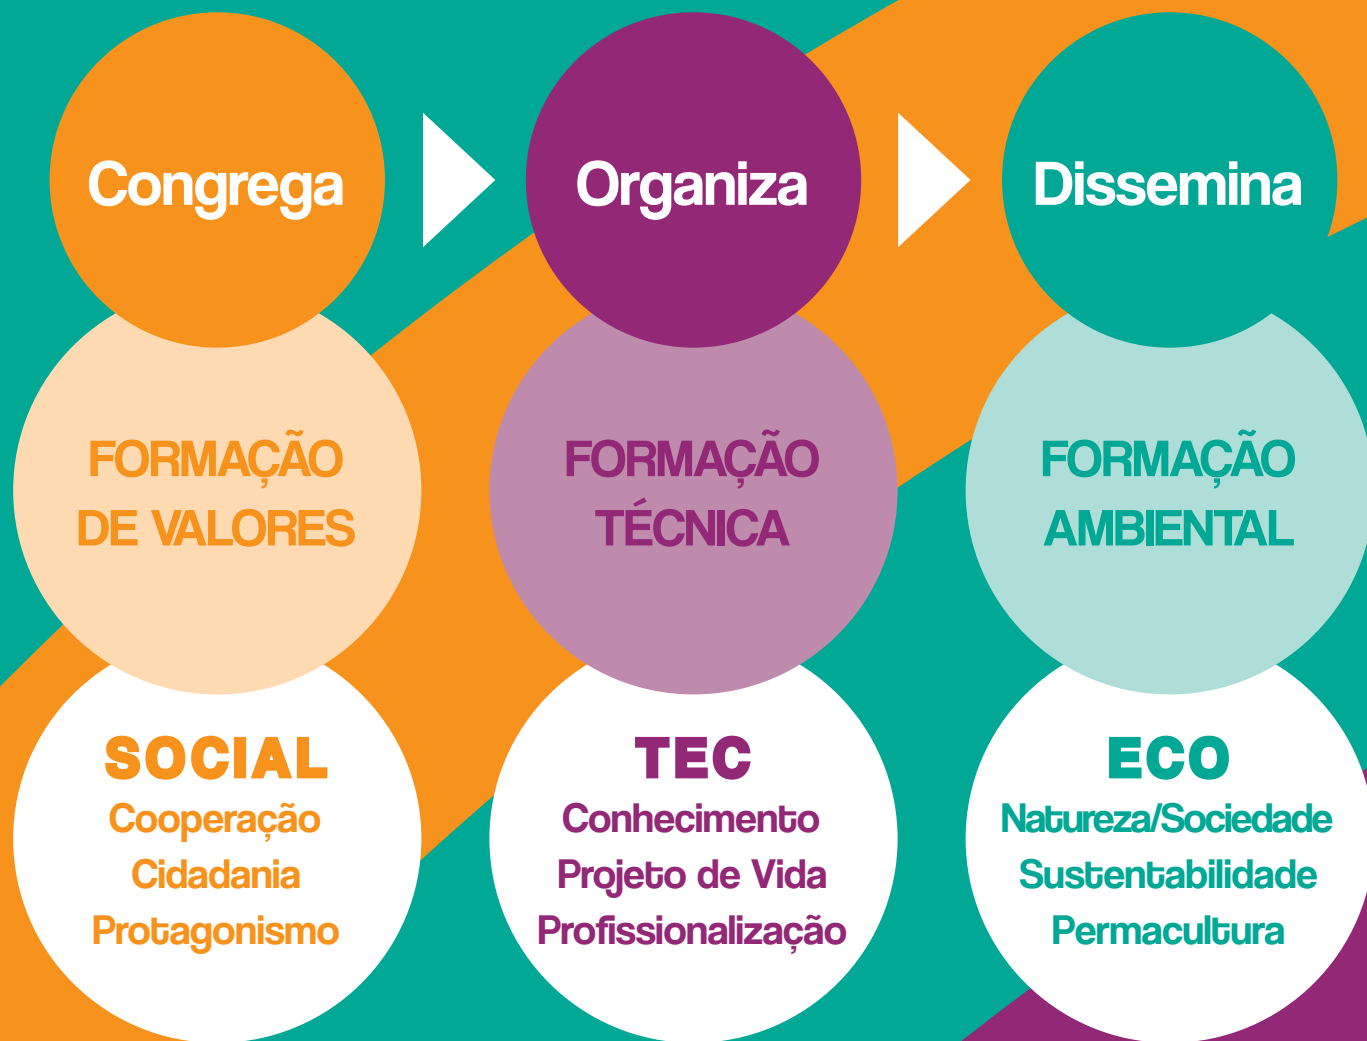 Congrega
Organiza
Dissemina
FORMAÇÃO
DE VALORES
FORMAÇÃO
TÉCNICA
FORMAÇÃO
AMBIENTAL
SOCIAL
Cooperação
Cidadania
Protagonismo
TEC
Conhecimento
Projeto de Vida
Profissionalização
ECO
Natureza/Sociedade
Sustentabilidade
Permacultura